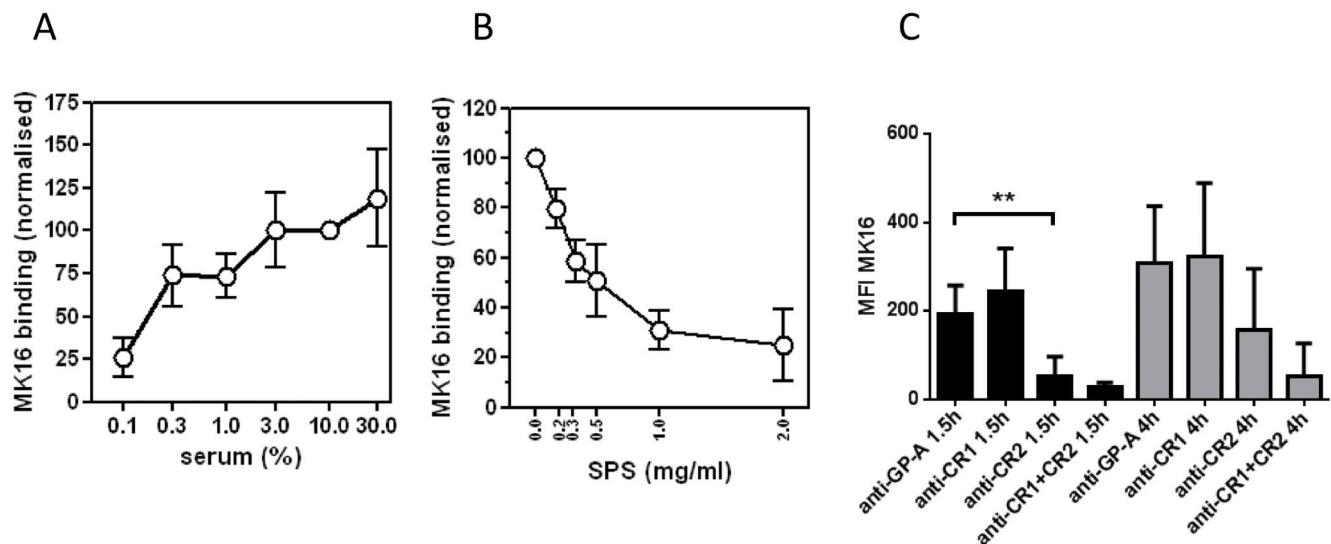 A
B
C
MK16 binding (normalised)
175
150
125
100
75
50
25
0
0.1 0.3 1.0 3.0 10.0 30.0
serum (%)
MK16 binding (normalised)
120
100
80
60
40
20
0
0.0 0.2 0.3 0.5 1.0 2.0
SPS (mg/ml)
MFI MK16
600
400
200
0
**
anti-GP-A 1.5h
anti-CR1 1.5h
anti-CR2 1.5h
anti-CR1+CR2 1.5h
anti-GP-A 4h
anti-CR1 4h
anti-CR2 4h
anti-CR1+CR2 4h